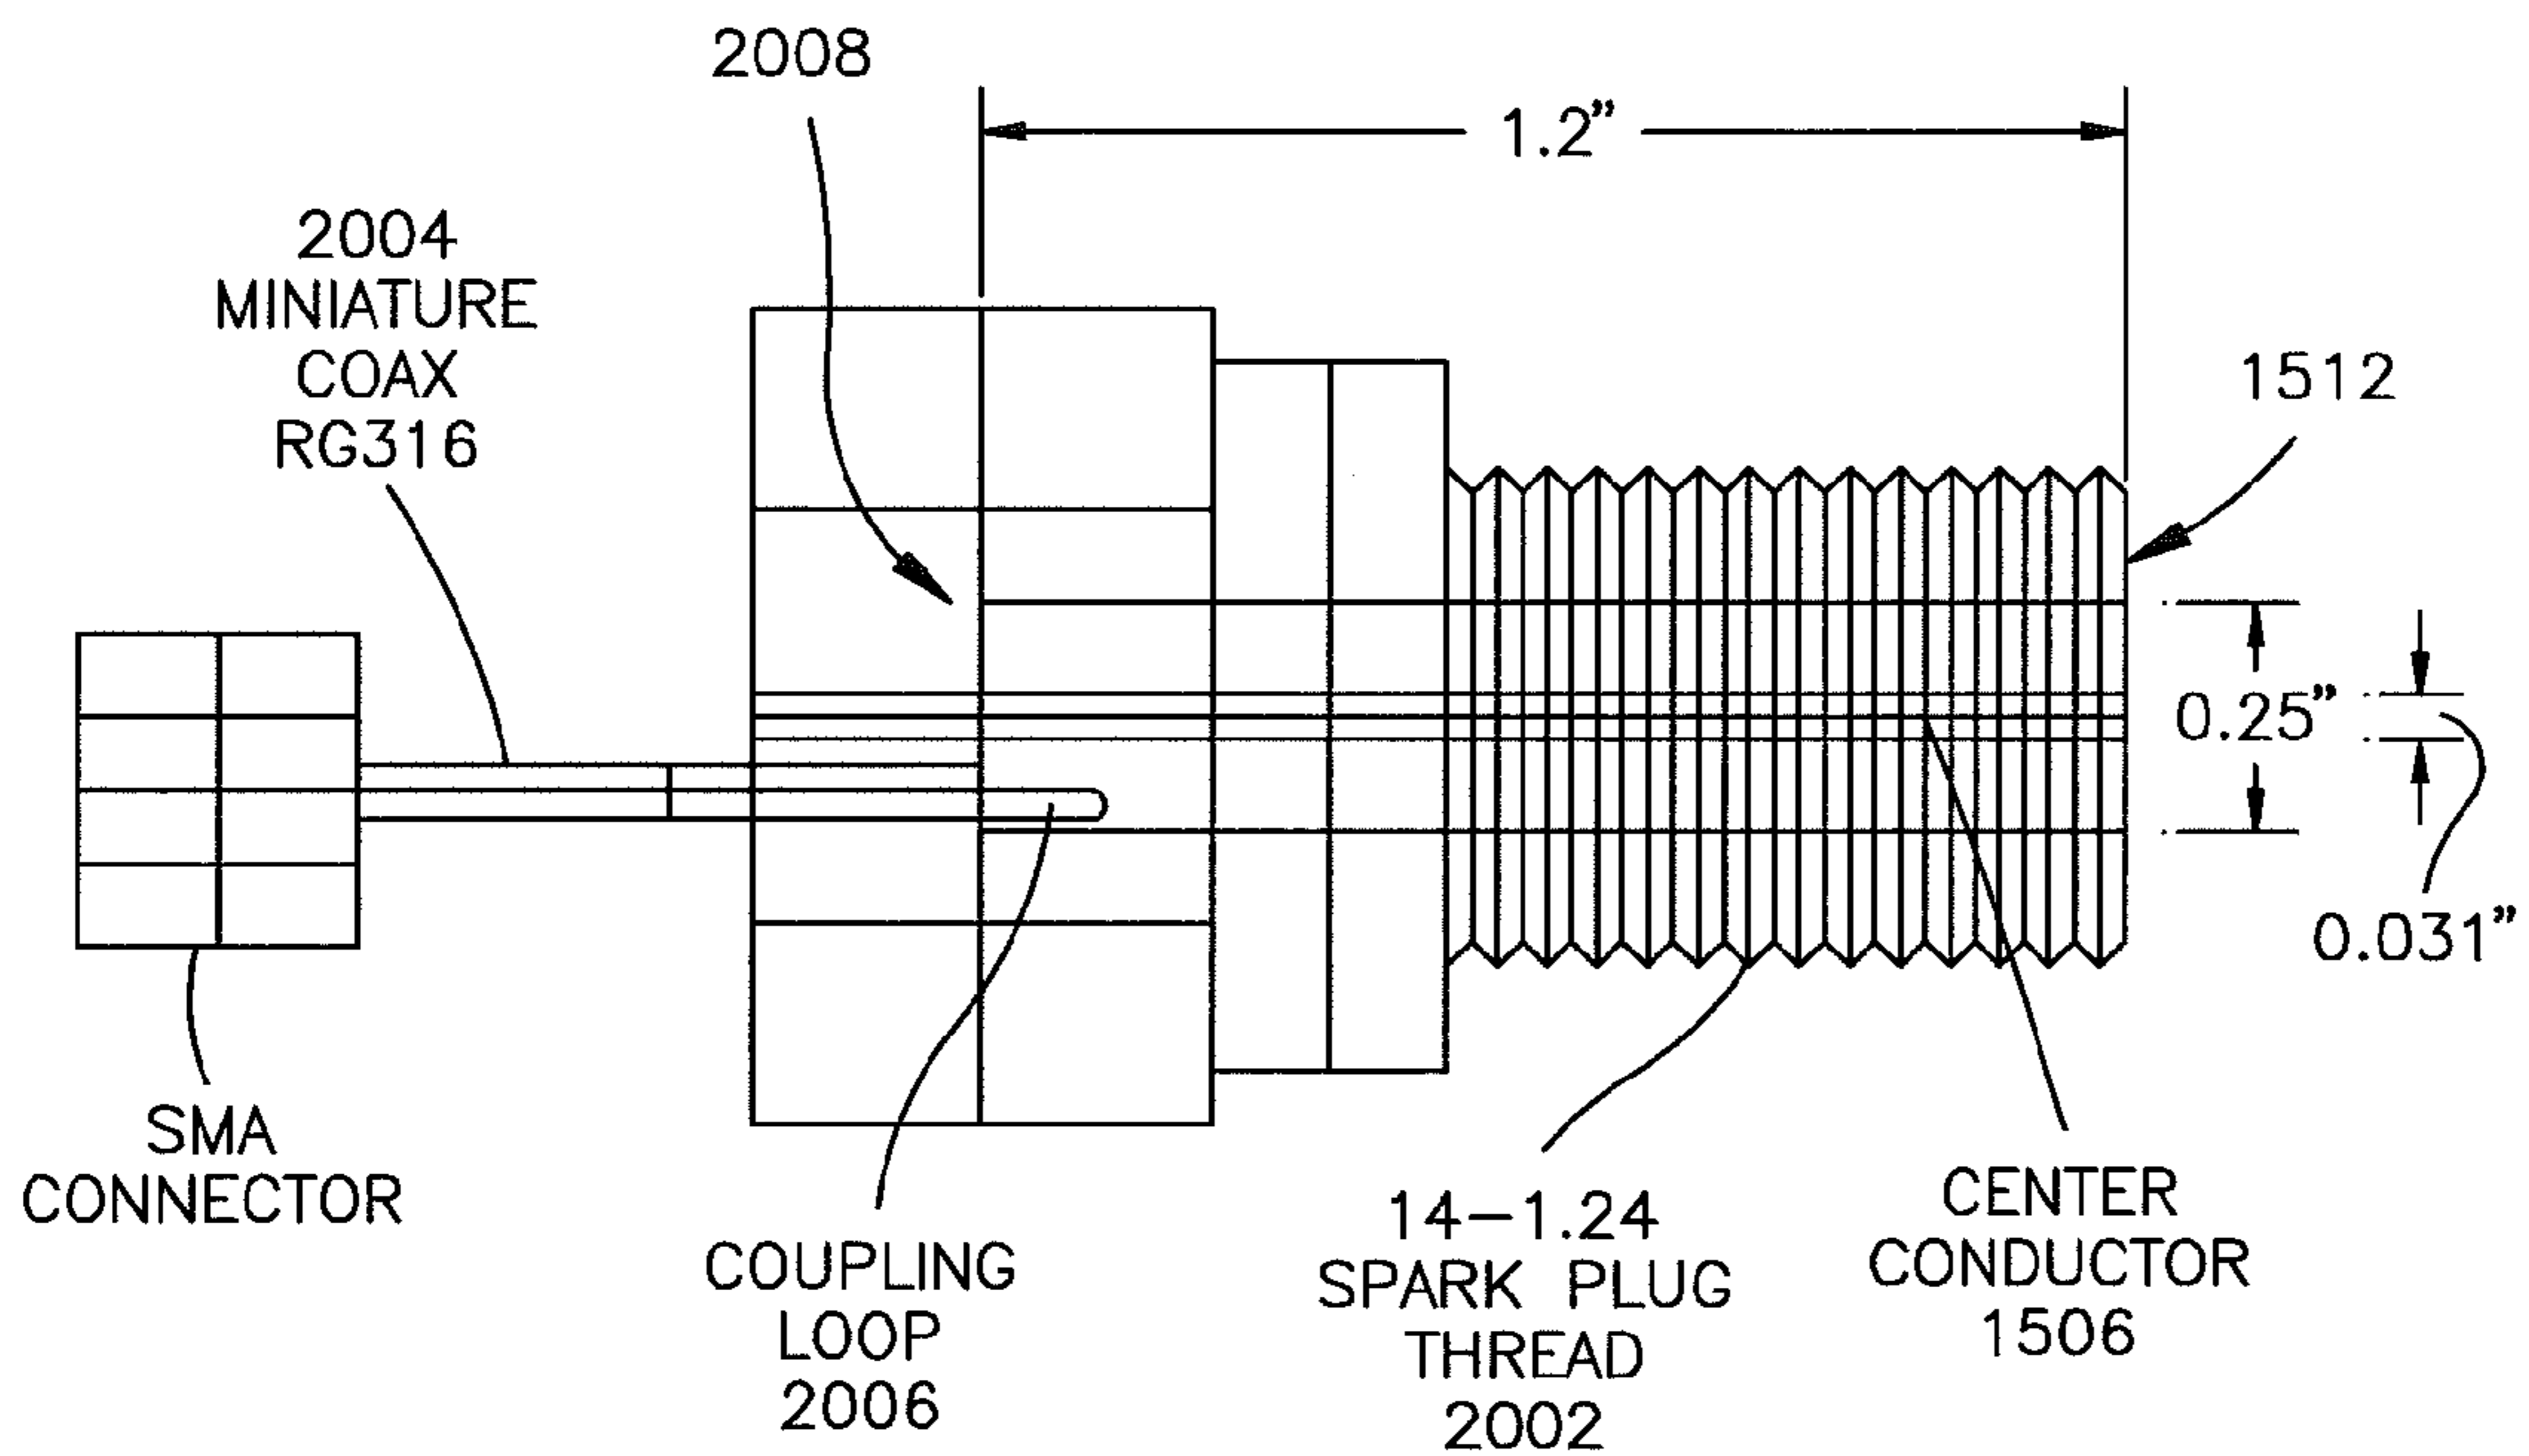 2008
1.2”
2004
MINIATURE
COAX
RG316
1512
0.25”
0.031”
SMA
CONNECTOR
COUPLING
LOOP
2006
14–1.24
SPARK PLUG
THREAD
2002
CENTER
CONDUCTOR
1506